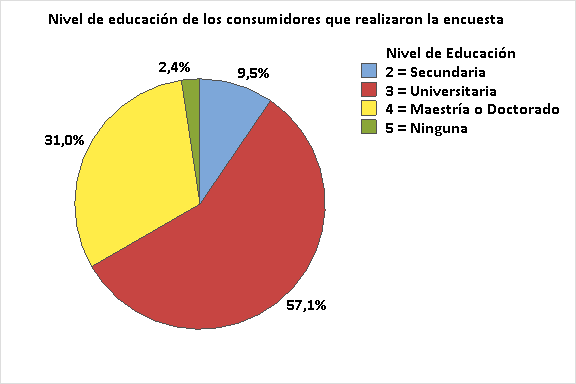 Nivel de educación de los consumidores que realizaron la encuesta
Nivel de Educación
2 = Secundaria
3 = Universitaria
4 = Maestría o Doctorado
5 = Ninguna
2,4%
9,5%
31,0%
57,1%